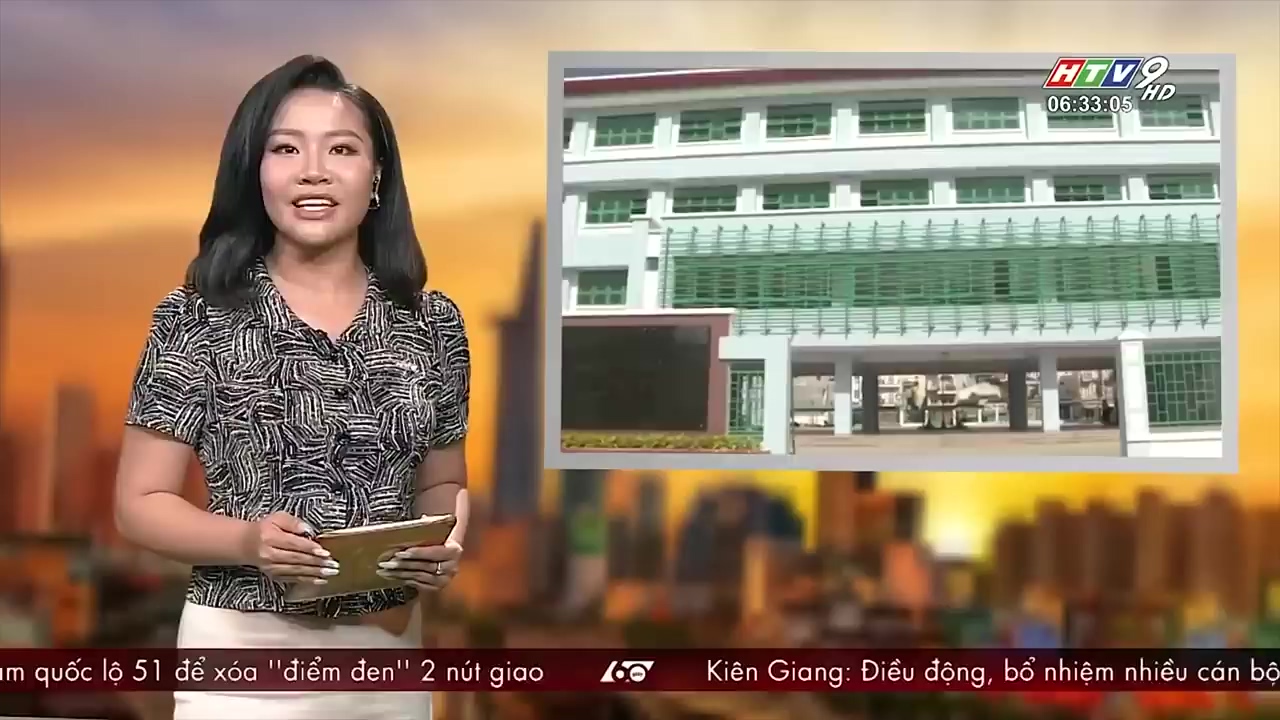 HTV9
HD
06:33:05
quốc lộ 51 để xóa "điểm đen" 2 nút giao
60
Kiên Giang: Điều động, bổ nhiệm nhiều cán bộ